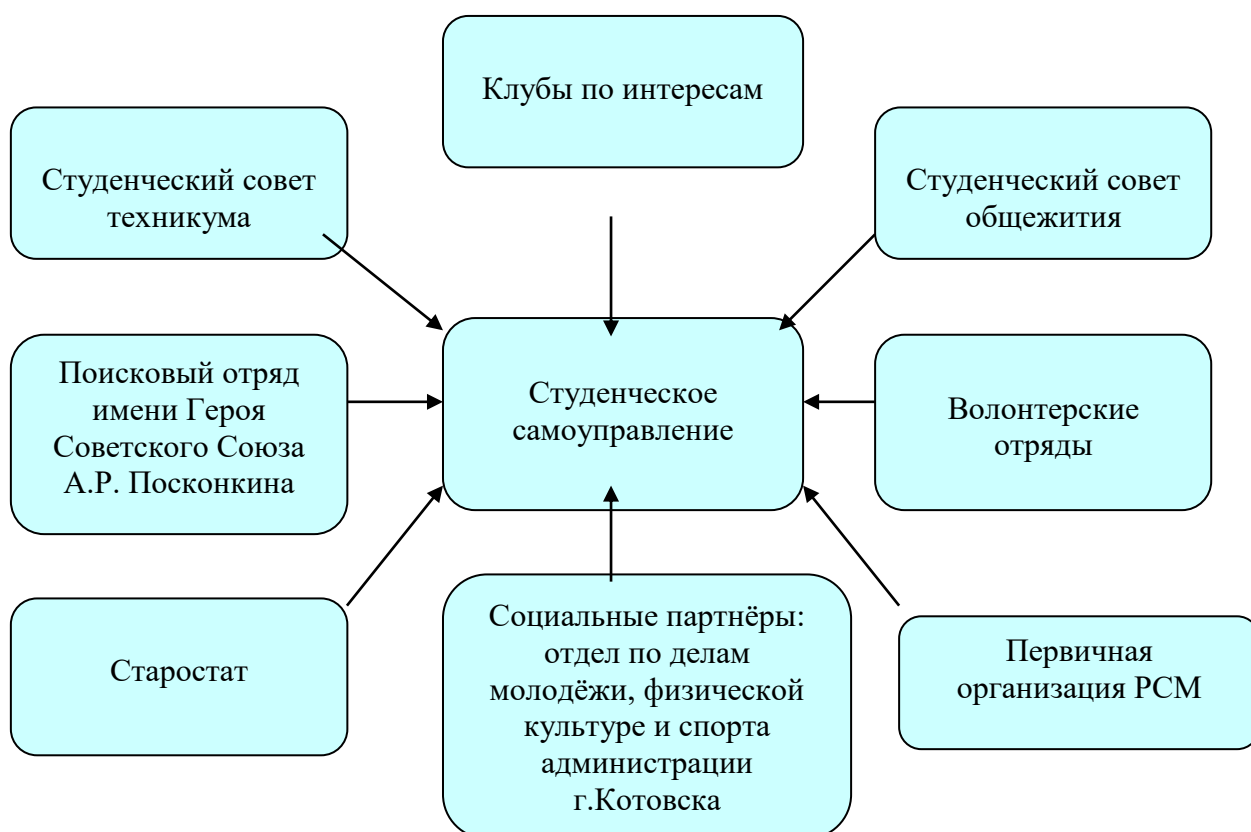 Клубы по интересам
Студенческий совет
техникума
Студенческий совет
общежития
Поисковый отряд
имени Героя
Советского Союза
А.Р. Посконкина
Студенческое
самоуправление
Волонтерские
отряды
Старостат
Социальные партнёры:
отдел по делам
молодёжи, физической
культуре и спорта
администрации
г.Котовска
Первичная
организация РСМ